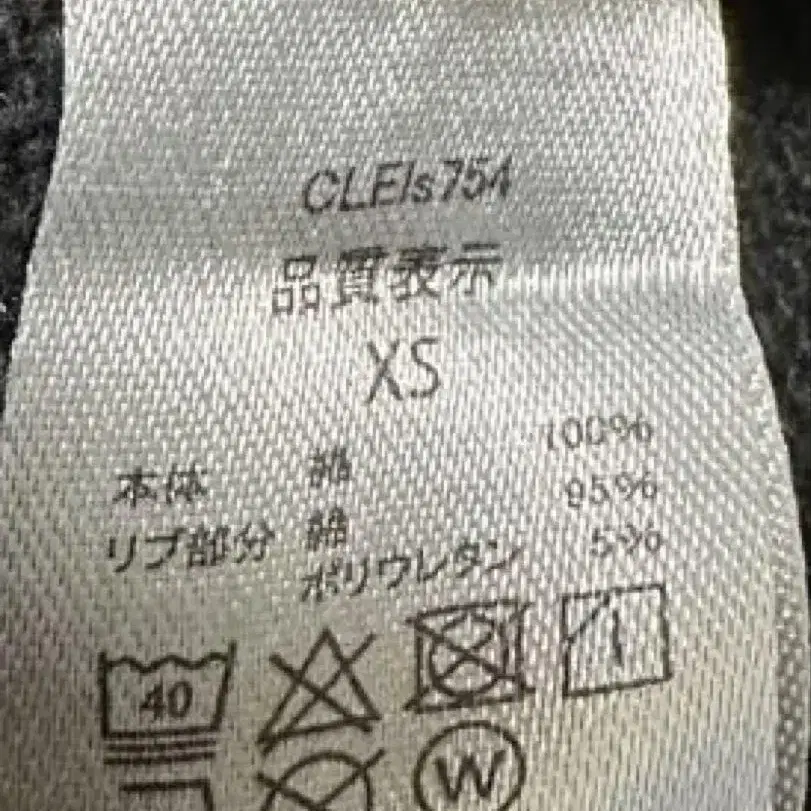 CLEIs754
品質表示
XS
本体 綿 100%
リブ部分 綿 95%
ポリウレタン 5%
40
W